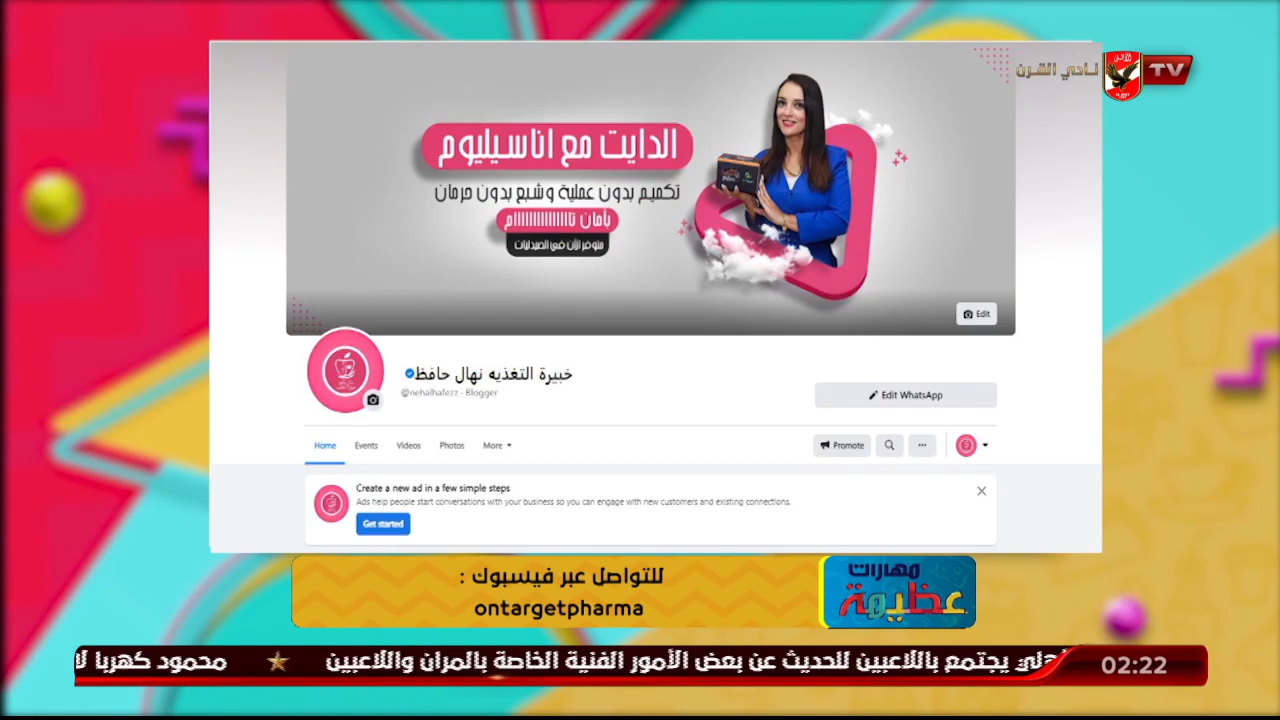 نادي القرن
TV
الدايت مع اناسيليوم
تكميم بدون عملية و شبع بدون حرمان
بأمان تاااااااااااااام
متوفر الآن في الصيدليات
Edit
خبيرة التغذيه نهال حافظ
@nehalhafezz · Blogger
Edit WhatsApp
Home Events Videos Photos More
Promote
Create a new ad in a few simple steps
Ads help people start conversations with your business so you can engage with new customers and existing connections.
Get started
للتواصل عبر فيسبوك :
ontargetpharma
مهارات
عظيمة
يجتمع باللاعبين للحديث عن بعض الأمور الفنية الخاصة بالمران واللاعبين ★ محمود كهربا
02:22